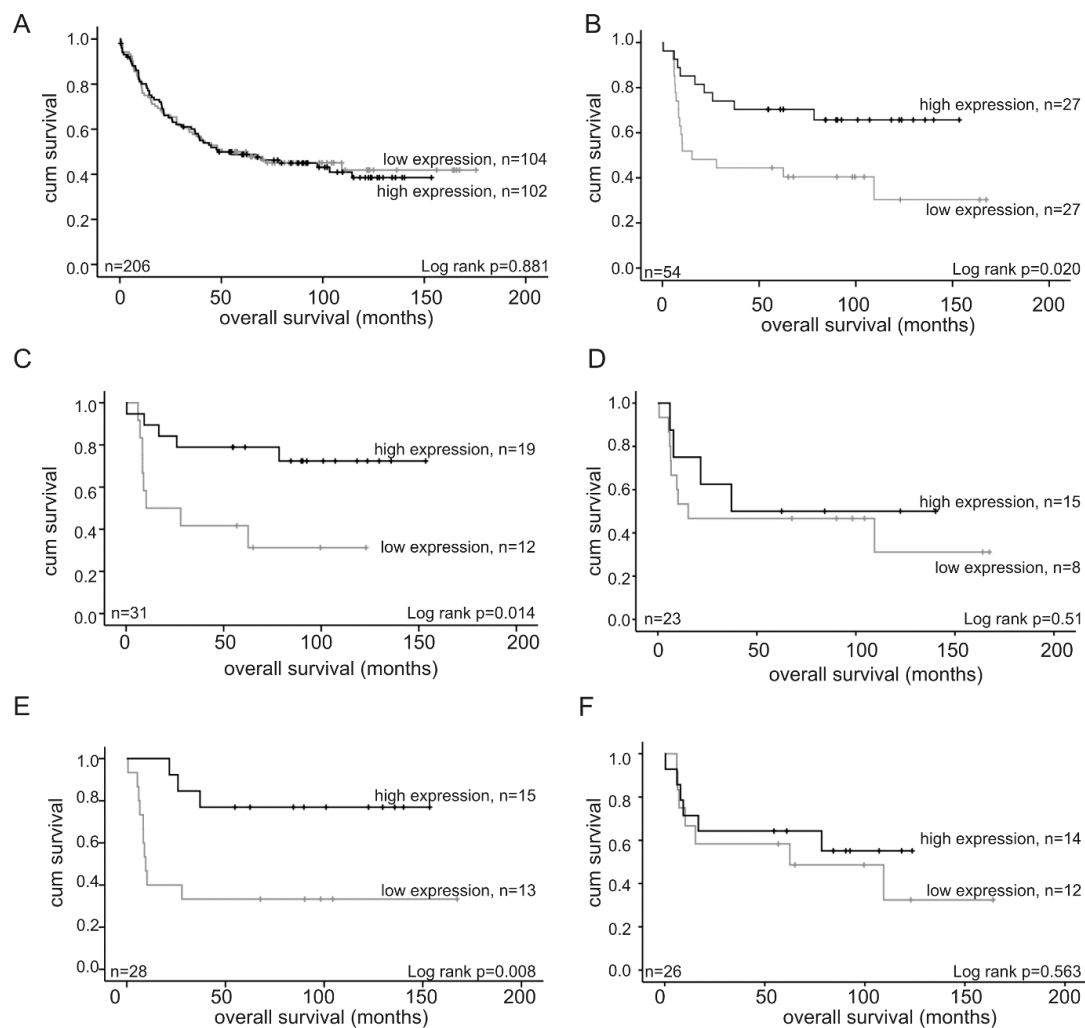 A
cum survival
1.0
0.8
0.6
0.4
0.2
0.0
low expression, n=104
high expression, n=102
n=206
Log rank p=0.881
0 50 100 150 200
overall survival (months)
B
cum survival
1.0
0.8
0.6
0.4
0.2
0.0
high expression, n=27
low expression, n=27
n=54
Log rank p=0.020
0 50 100 150 200
overall survival (months)
C
cum survival
1.0
0.8
0.6
0.4
0.2
0.0
high expression, n=19
low expression, n=12
n=31
Log rank p=0.014
0 50 100 150 200
overall survival (months)
D
cum survival
1.0
0.8
0.6
0.4
0.2
0.0
high expression, n=15
low expression, n=8
n=23
Log rank p=0.51
0 50 100 150 200
overall survival (months)
E
cum survival
1.0
0.8
0.6
0.4
0.2
0.0
high expression, n=15
low expression, n=13
n=28
Log rank p=0.008
0 50 100 150 200
overall survival (months)
F
cum survival
1.0
0.8
0.6
0.4
0.2
0.0
high expression, n=14
low expression, n=12
n=26
Log rank p=0.563
0 50 100 150 200
overall survival (months)